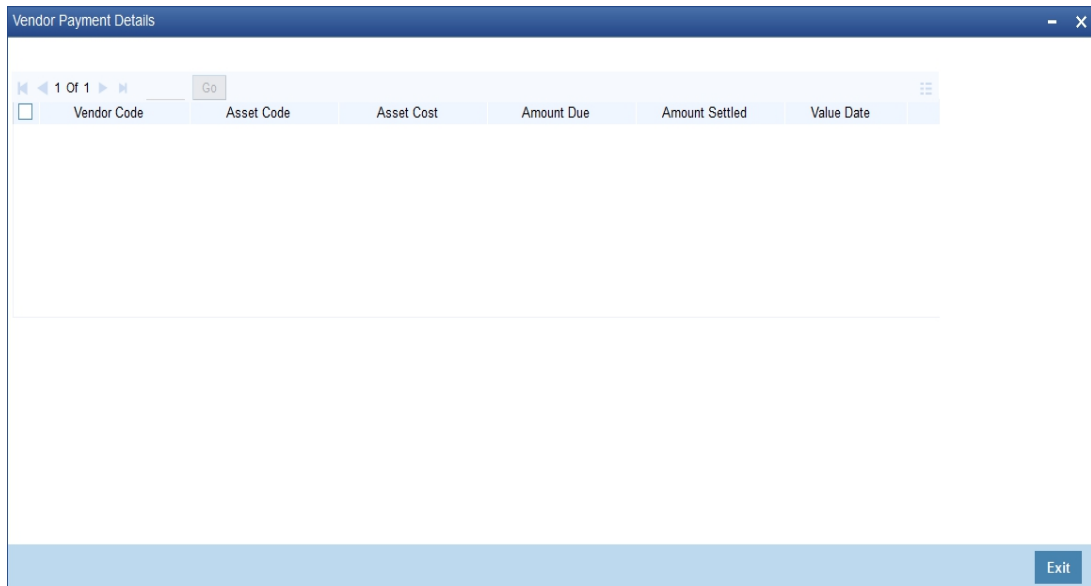 Vendor Payment Details
1 Of 1 Go
Vendor Code Asset Code Asset Cost Amount Due Amount Settled Value Date
Exit